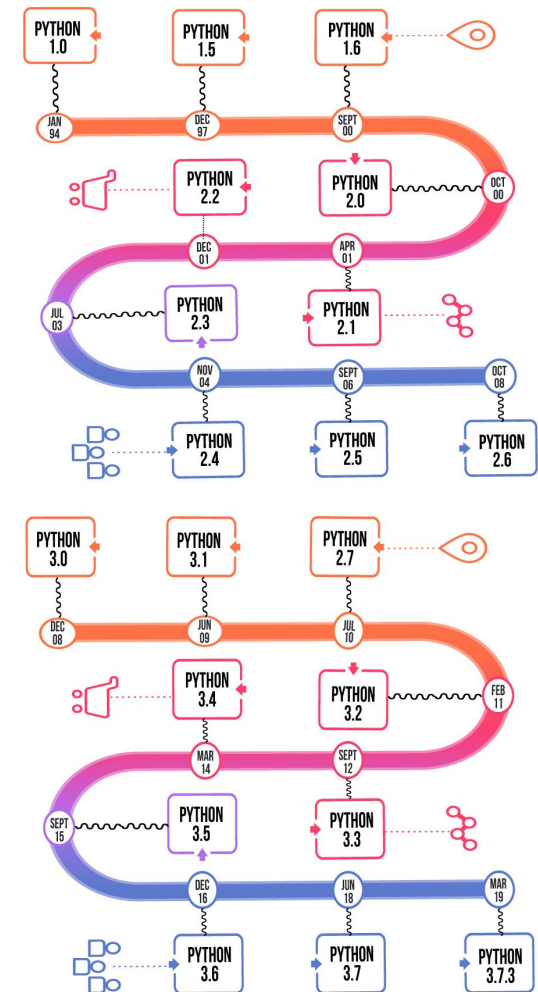 PYTHON
1.0
PYTHON
1.5
PYTHON
1.6
JAN
94
DEC
97
SEPT
00
PYTHON
2.2
PYTHON
2.0
OCT
00
DEC
01
APR
01
JUL
03
PYTHON
2.3
PYTHON
2.1
NOV
04
SEPT
06
OCT
08
PYTHON
2.4
PYTHON
2.5
PYTHON
2.6
PYTHON
3.0
PYTHON
3.1
PYTHON
2.7
DEC
08
JUN
09
JUL
10
PYTHON
3.4
PYTHON
3.2
FEB
11
MAR
14
SEPT
12
SEPT
15
PYTHON
3.5
PYTHON
3.3
DEC
16
JUN
18
MAR
19
PYTHON
3.6
PYTHON
3.7
PYTHON
3.7.3